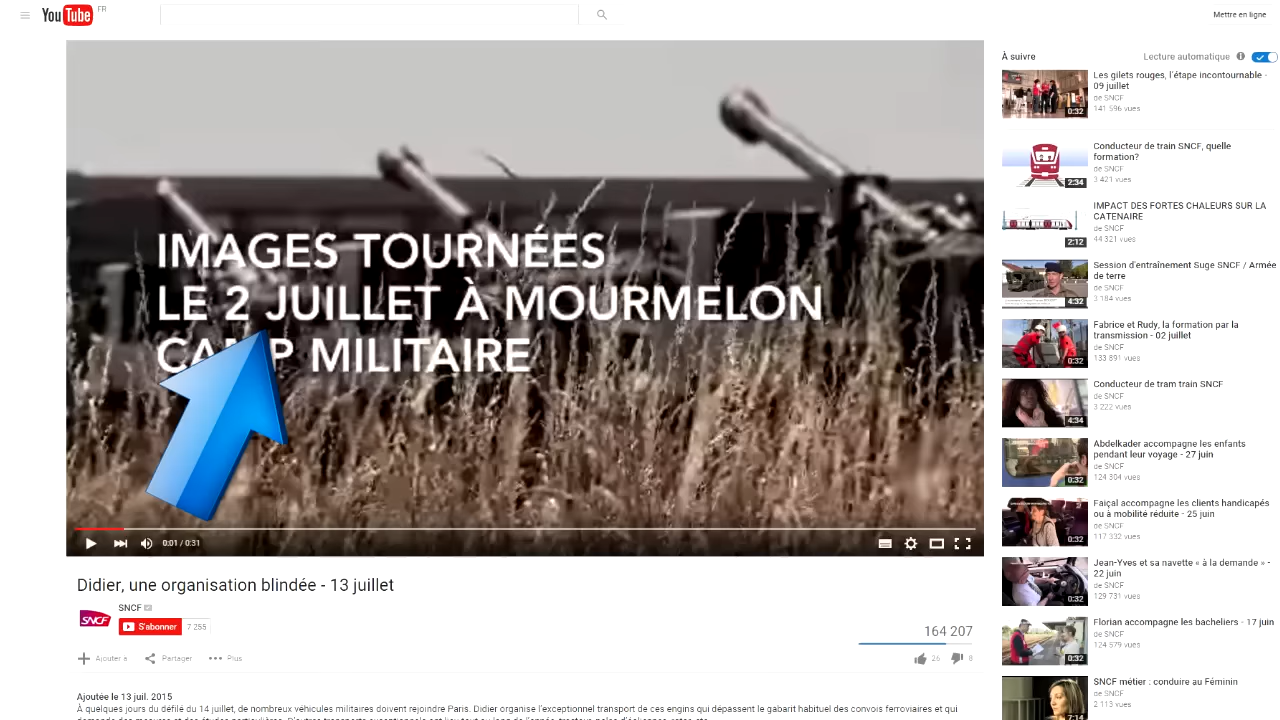 YouTube FR
Mettre en ligne
IMAGES TOURNÉES
LE 2 JUILLET À MOURMELON
CAMP MILITAIRE
0:01 / 0:31
Didier, une organisation blindée - 13 juillet
SNCF
SNCF
S'abonner 7 255
164 207
Ajouter à Partager Plus
26 8
Ajoutée le 13 juil. 2015
À quelques jours du défilé du 14 juillet, de nombreux véhicules militaires doivent rejoindre Paris. Didier organise l'exceptionnel transport de ces engins qui dépassent le gabarit habituel des convois ferroviaires et qui
À suivre
Lecture automatique
Les gilets rouges, l'étape incontournable -
09 juillet
de SNCF
141 596 vues
0:32
Conducteur de train SNCF, quelle
formation?
de SNCF
3 421 vues
2:34
IMPACT DES FORTES CHALEURS SUR LA
CATENAIRE
de SNCF
44 321 vues
2:12
Session d'entraînement Suge SNCF / Armée
de terre
de SNCF
3 184 vues
4:32
Fabrice et Rudy, la formation par la
transmission - 02 juillet
de SNCF
133 891 vues
0:32
Conducteur de tram train SNCF
de SNCF
3 222 vues
4:34
Abdelkader accompagne les enfants
pendant leur voyage - 27 juin
de SNCF
124 304 vues
0:32
Faiçal accompagne les clients handicapés
ou à mobilité réduite - 25 juin
de SNCF
117 332 vues
0:32
Jean-Yves et sa navette « à la demande » -
22 juin
de SNCF
129 731 vues
0:32
Florian accompagne les bacheliers - 17 juin
de SNCF
124 579 vues
0:32
SNCF métier : conduire au Féminin
de SNCF
2 113 vues
7:14